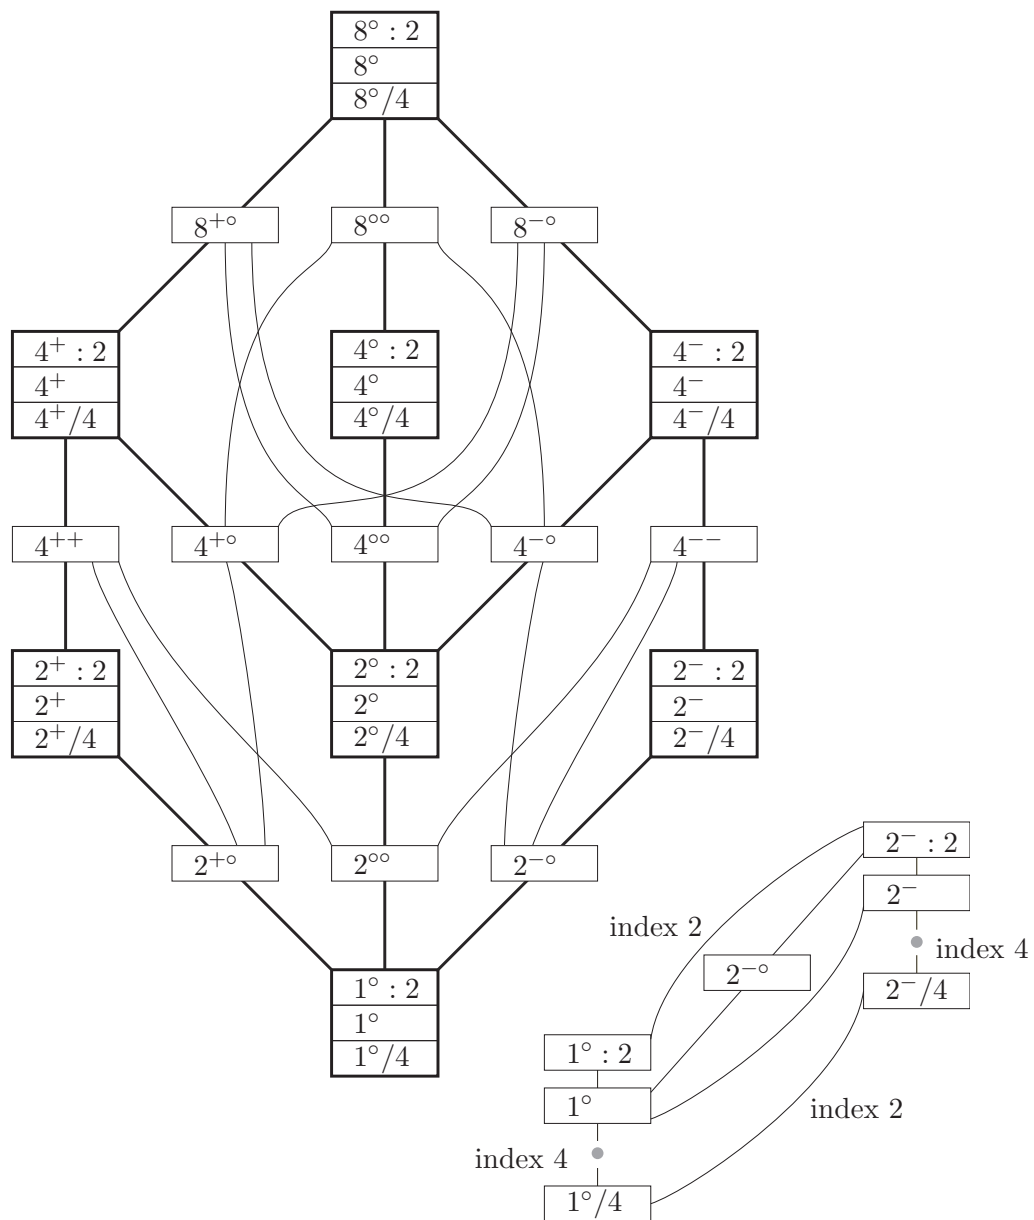 8° : 2
8°
8°/4
8⁺° 8°° 8⁻°
4⁺ : 2 4° : 2 4⁻ : 2
4⁺ 4° 4⁻
4⁺/4 4°/4 4⁻/4
4⁺⁺ 4⁺° 4°° 4⁻° 4⁻⁻
2⁺ : 2 2° : 2 2⁻ : 2
2⁺ 2° 2⁻
2⁺/4 2°/4 2⁻/4
2⁺° 2°° 2⁻°
1° : 2
1°
1°/4
2⁻ : 2
2⁻
index 2
index 4
2⁻°
2⁻/4
1° : 2
1°
index 2
index 4
1°/4